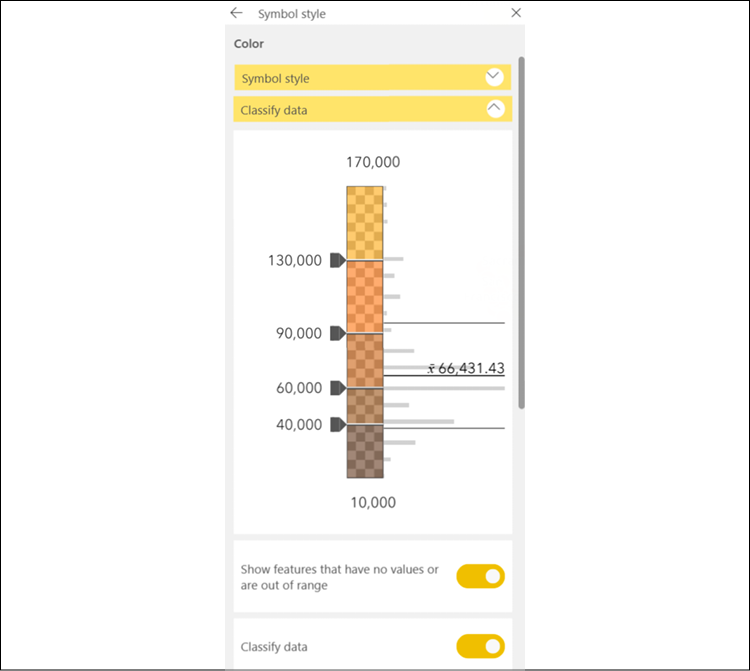 Symbol style
Color
Symbol style
Classify data
170,000
130,000
90,000
x̄ 66,431.43
60,000
40,000
10,000
Show features that have no values or
are out of range
Classify data